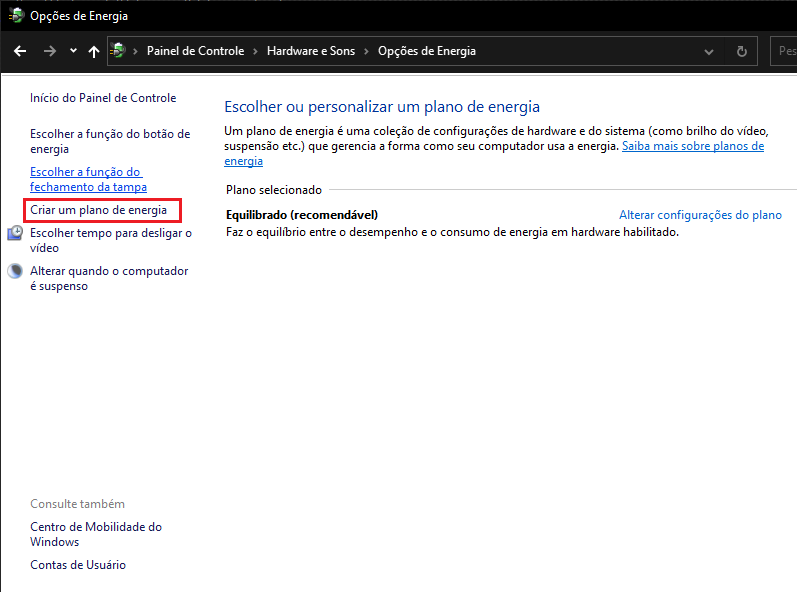 Opções de Energia
Painel de Controle > Hardware e Sons > Opções de Energia
Pes
Início do Painel de Controle
Escolher a função do botão de
energia
Escolher a função do
fechamento da tampa
Criar um plano de energia
Escolher tempo para desligar o
vídeo
Alterar quando o computador
é suspenso
Escolher ou personalizar um plano de energia
Um plano de energia é uma coleção de configurações de hardware e do sistema (como brilho do vídeo,
suspensão etc.) que gerencia a forma como seu computador usa a energia. Saiba mais sobre planos de
energia
Plano selecionado
Equilibrado (recomendável) Alterar configurações do plano
Faz o equilíbrio entre o desempenho e o consumo de energia em hardware habilitado.
Consulte também
Centro de Mobilidade do
Windows
Contas de Usuário